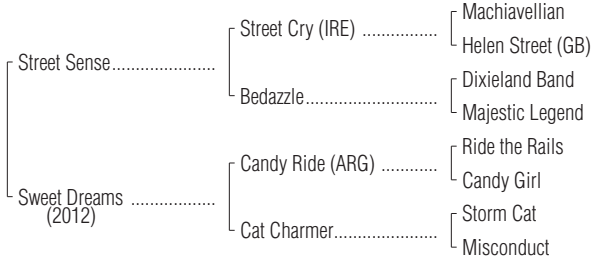 Machiavellian
Street Cry (IRE) ................
Helen Street (GB)
Street Sense......................
Dixieland Band
Bedazzle............................
Majestic Legend
Ride the Rails
Candy Ride (ARG) ............
Candy Girl
Sweet Dreams ..................
(2012)
Storm Cat
Cat Charmer......................
Misconduct